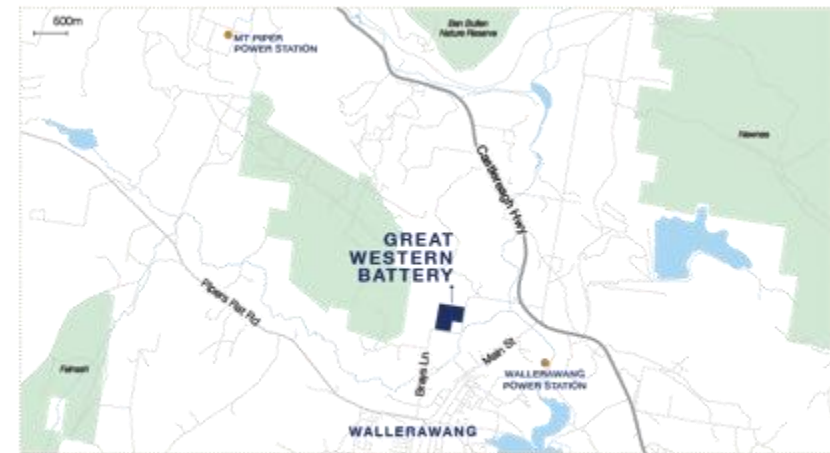 600m
MT PIPER
POWER STATION
Ben Bullen
Nature Reserve
Newnes
Castlereagh Hwy
GREAT
WESTERN
BATTERY
Pipers Flat Rd
Brays Ln
Main St
WALLERAWANG
POWER STATION
Falnash
WALLERAWANG